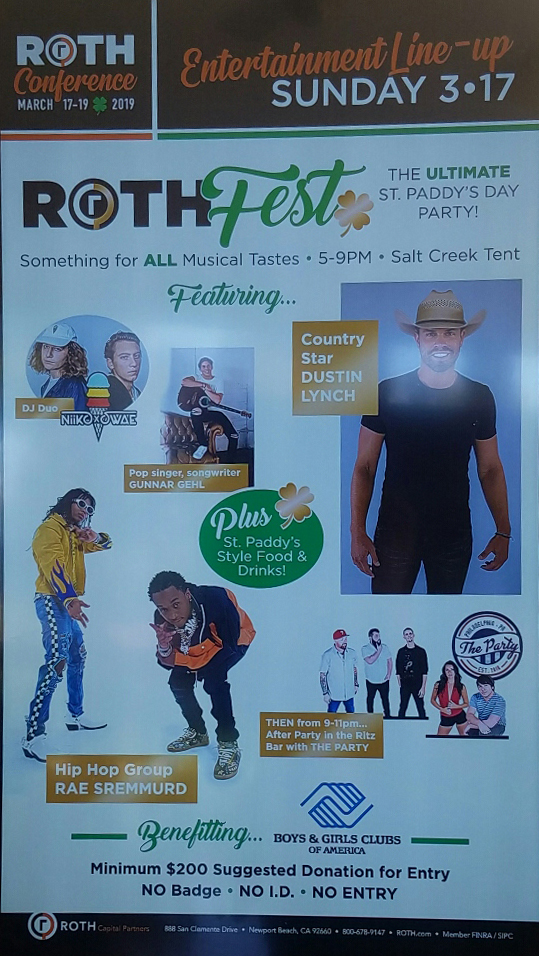 ROTH
Conference
MARCH 17-19 2019
Entertainment Line-up
SUNDAY 3•17
ROTH Fest
THE ULTIMATE
ST. PADDY'S DAY
PARTY!
Something for ALL Musical Tastes • 5-9PM • Salt Creek Tent
Featuring...
DJ Duo
NiiKOXOWAE
Pop singer, songwriter
GUNNAR GEHL
Country
Star
DUSTIN
LYNCH
Plus
St. Paddy's
Style Food &
Drinks!
Hip Hop Group
RAE SREMMURD
PHILADELPHIA • PA
The Party
THEN from 9-11pm...
After Party in the Ritz
Bar with THE PARTY
Benefitting...
BOYS & GIRLS CLUBS
OF AMERICA
Minimum $200 Suggested Donation for Entry
NO Badge • NO I.D. • NO ENTRY
ROTH Capital Partners
888 San Clemente Drive • Newport Beach, CA 92660 • 800-678-9147 • ROTH.com • Member FINRA / SIPC